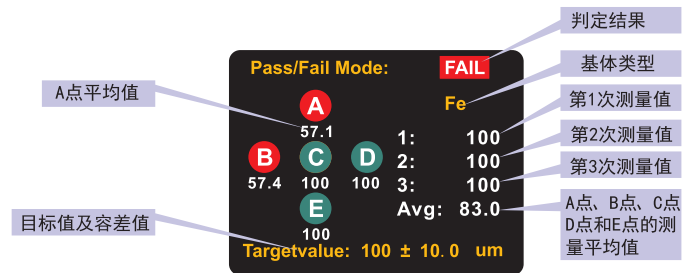 判定结果
Pass/Fail Mode: FAIL
基体类型
A点平均值
A
Fe
57.1
第1次测量值
1: 100
B C D
第2次测量值
2: 100
57.4 100 100
第3次测量值
3: 100
E
Avg: 83.0
A点、B点、C点
D点和E点的测
量平均值
100
目标值及容差值
Targetvalue: 100 ± 10.0 um